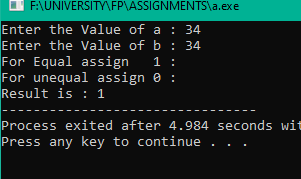 F:\UNIVERSITY\FP\ASSIGNMENTS\a.exe
Enter the Value of a : 34
Enter the Value of b : 34
For Equal assign   1 :
For unequal assign 0 :
Result is : 1
--------------------------------
Process exited after 4.984 seconds wit
Press any key to continue . . .